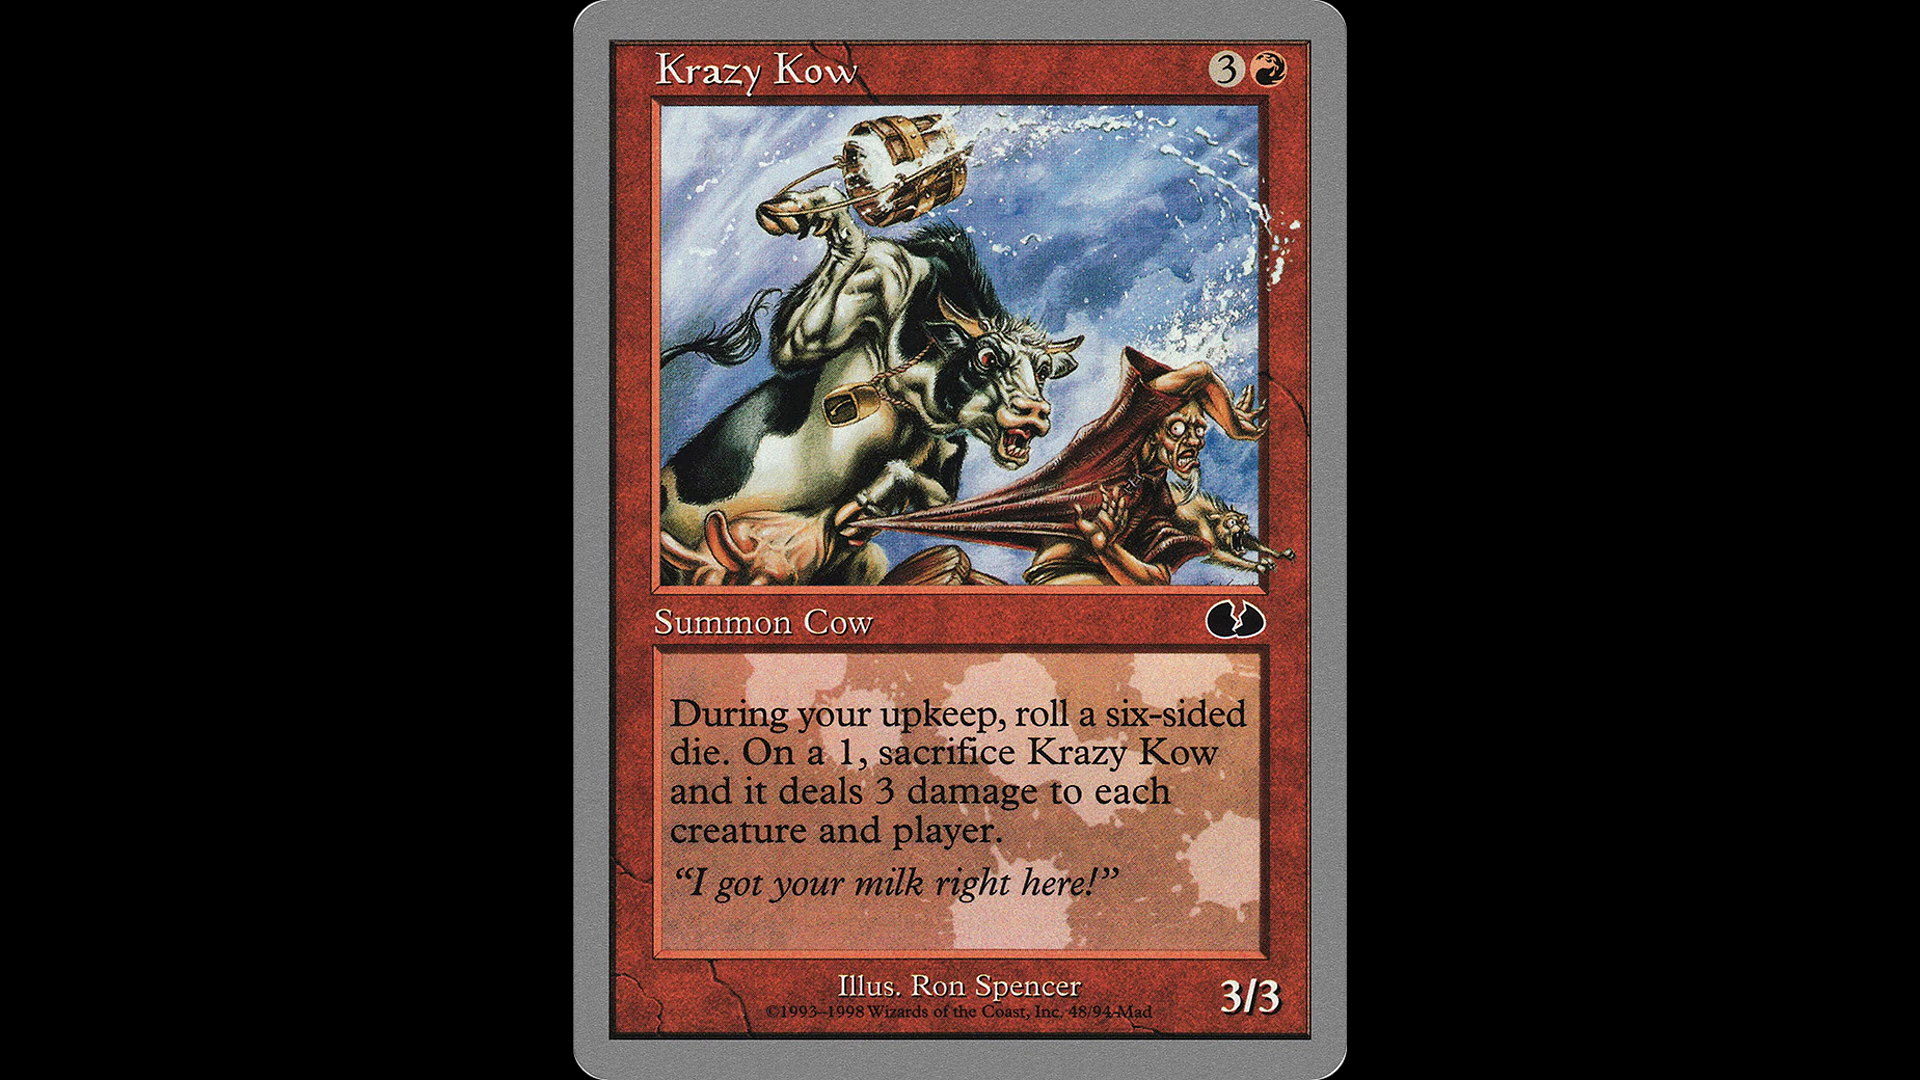 Krazy Kow
3
Summon Cow
During your upkeep, roll a six-sided
die. On a 1, sacrifice Krazy Kow
and it deals 3 damage to each
creature and player.
“I got your milk right here!”
Illus. Ron Spencer
3/3
©1993–1998 Wizards of the Coast, Inc. 48/94-Mad